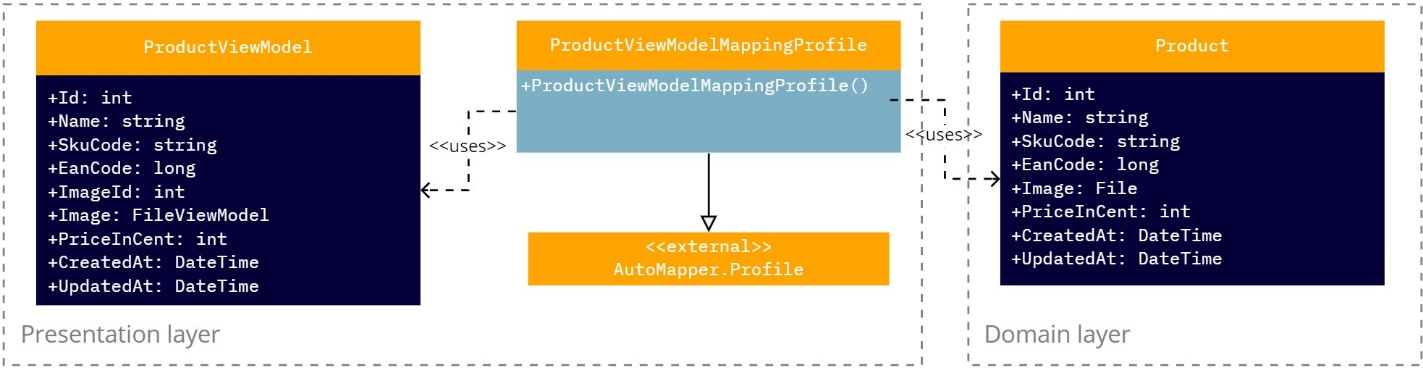 ProductViewModel
+Id: int
+Name: string
+SkuCode: string
+EanCode: long
+ImageId: int
+Image: FileViewModel
+PriceInCent: int
+CreatedAt: DateTime
+UpdatedAt: DateTime
<<uses>>
ProductViewModelMappingProfile
+ProductViewModelMappingProfile()
<<external>>
AutoMapper.Profile
Presentation layer
<<uses>>
Product
+Id: int
+Name: string
+SkuCode: string
+EanCode: long
+Image: File
+PriceInCent: int
+CreatedAt: DateTime
+UpdatedAt: DateTime
Domain layer